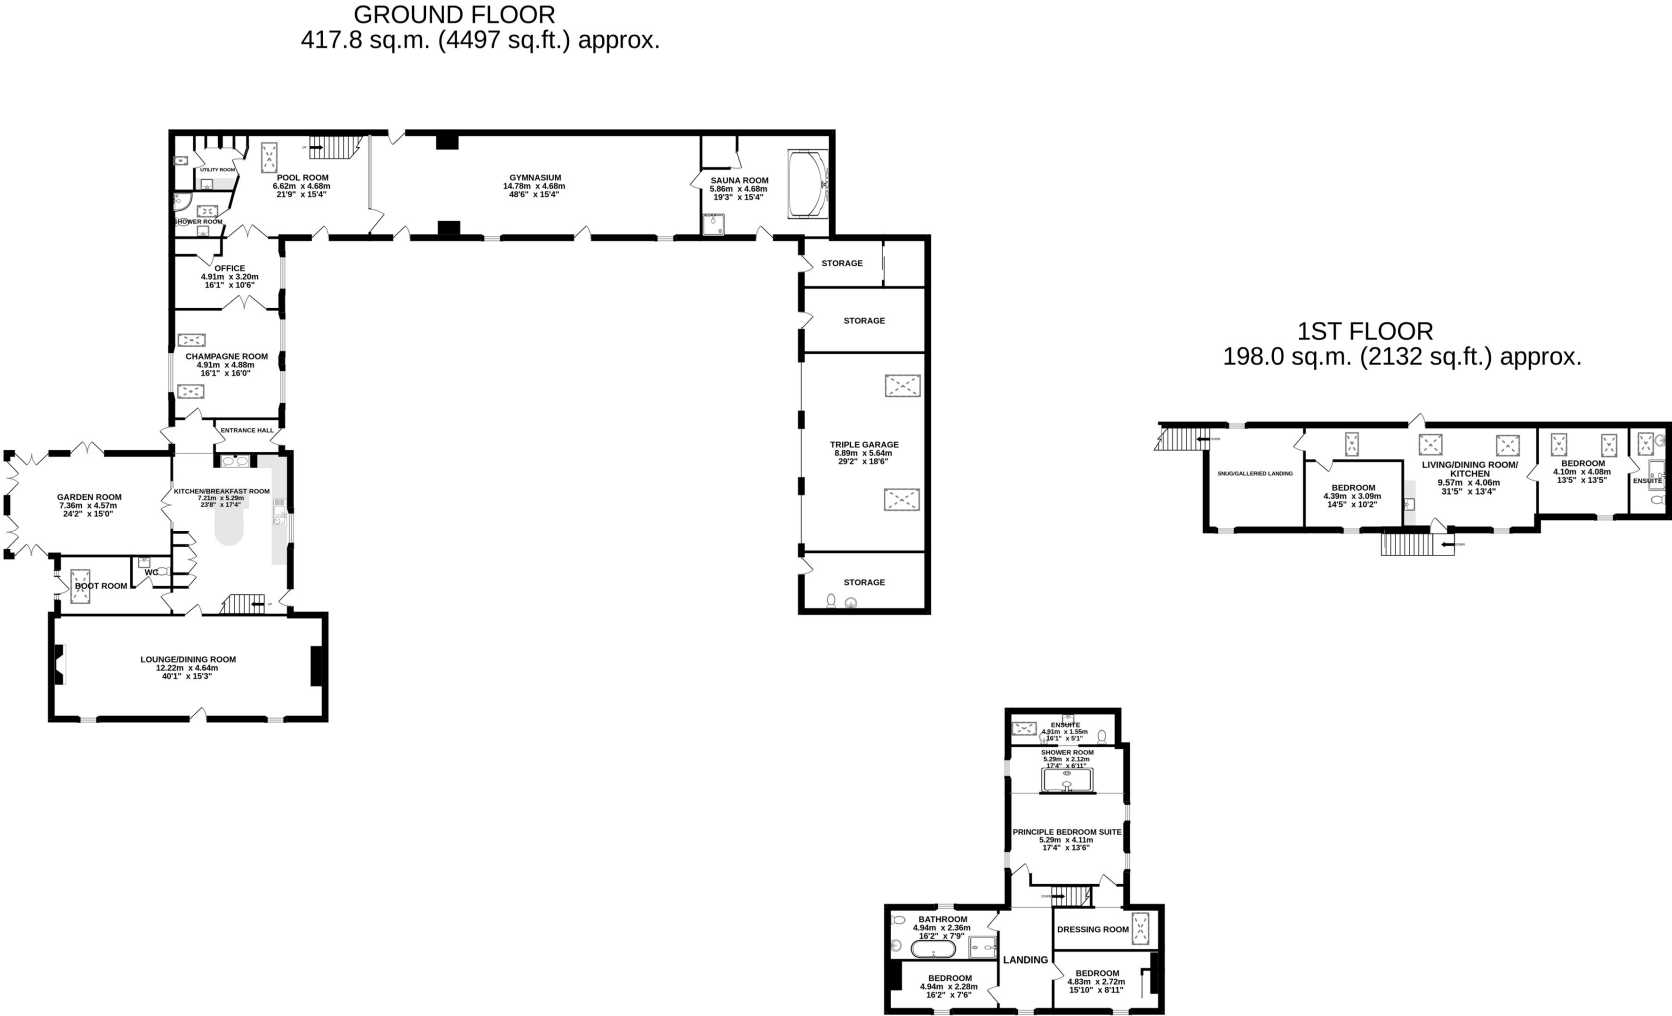 GROUND FLOOR
417.8 sq.m. (4497 sq.ft.) approx.
UTILITY ROOM
UP
POOL ROOM
6.62m x 4.68m
21'9" x 15'4"
GYMNASIUM
14.78m x 4.68m
48'6" x 15'4"
SAUNA ROOM
5.86m x 4.68m
19'3" x 15'4"
SHOWER ROOM
OFFICE
4.91m x 3.20m
16'1" x 10'6"
STORAGE
STORAGE
CHAMPAGNE ROOM
4.91m x 4.88m
16'1" x 16'0"
ENTRANCE HALL
TRIPLE GARAGE
8.89m x 5.64m
29'2" x 18'6"
GARDEN ROOM
7.36m x 4.57m
24'2" x 15'0"
KITCHEN/BREAKFAST ROOM
7.21m x 5.29m
23'8" x 17'4"
WC
BOOT ROOM
UP
STORAGE
LOUNGE/DINING ROOM
12.22m x 4.64m
40'1" x 15'3"
1ST FLOOR
198.0 sq.m. (2132 sq.ft.) approx.
DOWN
SNUG/GALLERIED LANDING
BEDROOM
4.39m x 3.09m
14'5" x 10'2"
LIVING/DINING ROOM/
KITCHEN
9.57m x 4.06m
31'5" x 13'4"
BEDROOM
4.10m x 4.08m
13'5" x 13'5"
ENSUITE
DOWN
ENSUITE
4.91m x 1.55m
16'1" x 5'1"
SHOWER ROOM
5.29m x 2.12m
17'4" x 6'11"
PRINCIPLE BEDROOM SUITE
5.29m x 4.11m
17'4" x 13'6"
DOWN
BATHROOM
4.94m x 2.36m
16'2" x 7'9"
DRESSING ROOM
LANDING
BEDROOM
4.94m x 2.28m
16'2" x 7'6"
BEDROOM
4.83m x 2.72m
15'10" x 8'11"